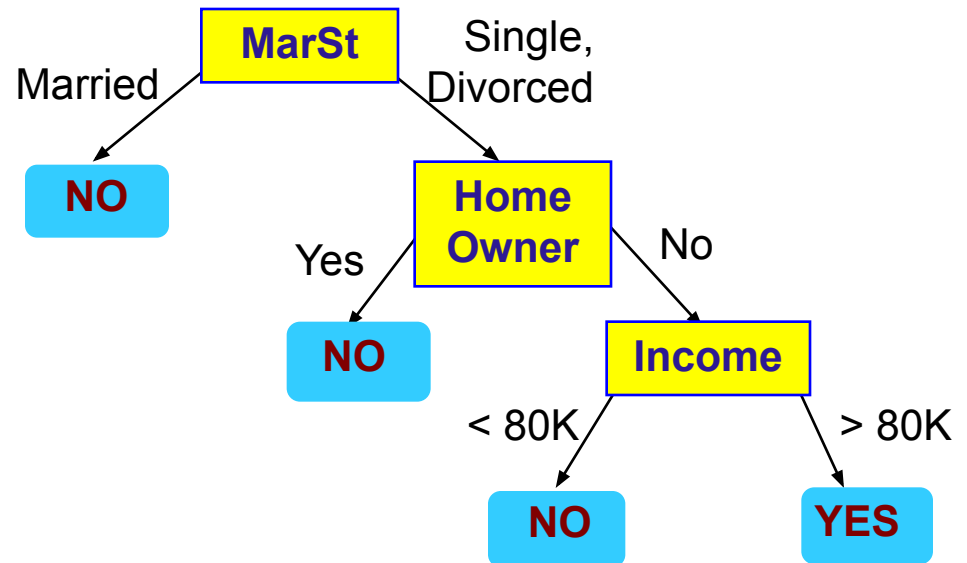 MarSt
Single,
Divorced
Married
NO
Home
Owner
Yes
No
NO
Income
< 80K
> 80K
NO
YES